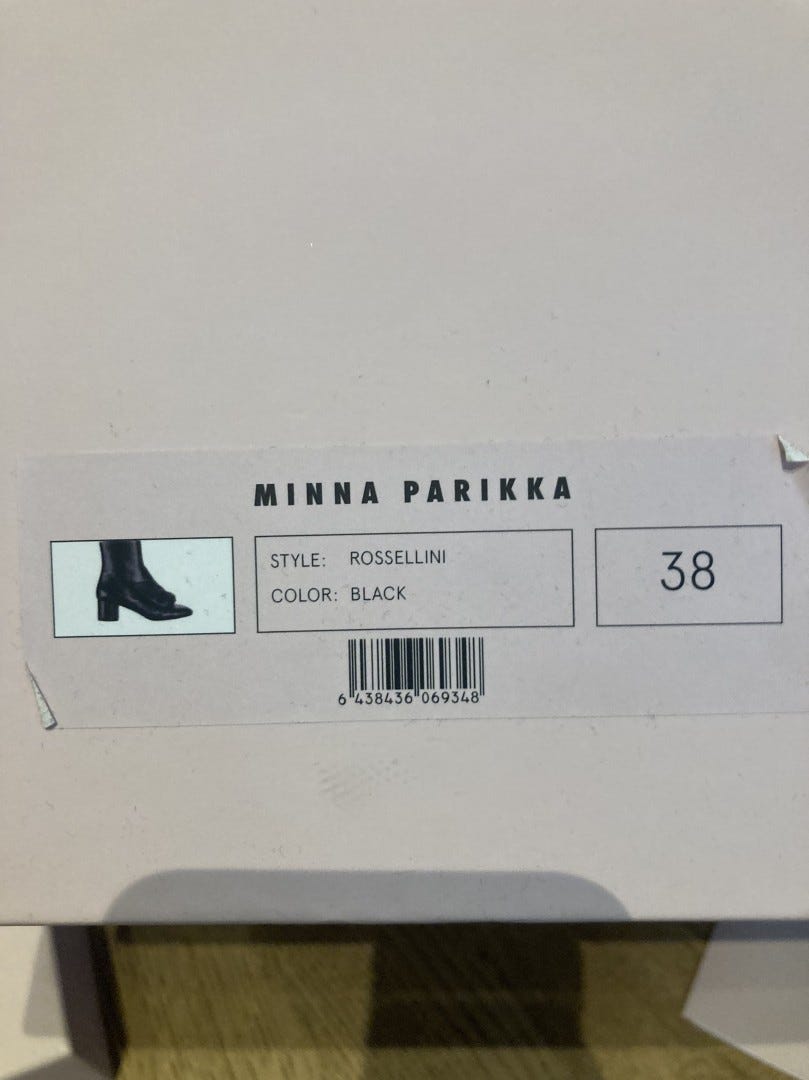 MINNA PARIKKA
STYLE: ROSSELLINI
COLOR: BLACK
38
6 438436 069348